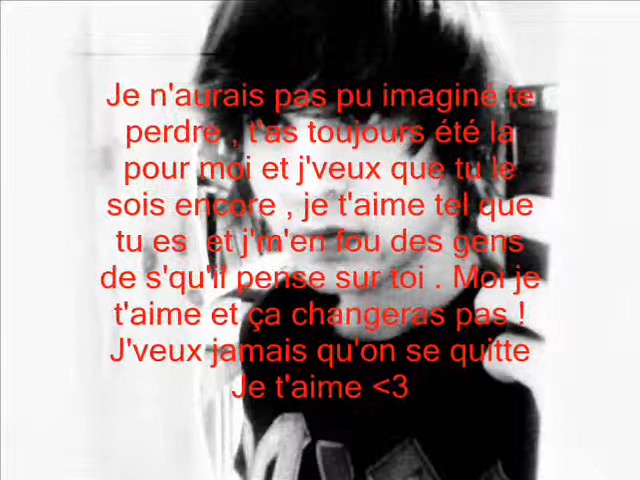 Je n'aurais pas pu imaginé te
perdre , t'as toujours été la
pour moi et j'veux que tu le
sois encore , je t'aime tel que
tu es et j'm'en fou des gens
de s'qu'il pense sur toi . Moi je
t'aime et ça changeras pas !
J'veux jamais qu'on se quitte
Je t'aime <3